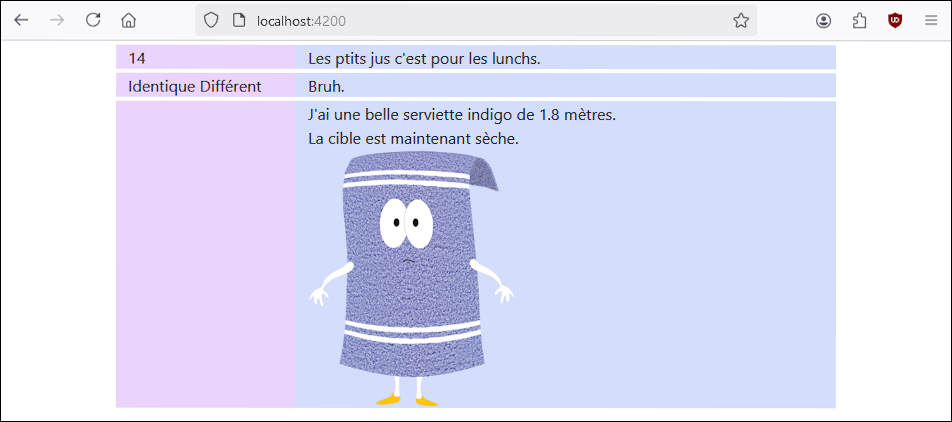 localhost:4200
14
Les ptits jus c'est pour les lunchs.
Identique Différent
Bruh.
J'ai une belle serviette indigo de 1.8 mètres.
La cible est maintenant sèche.